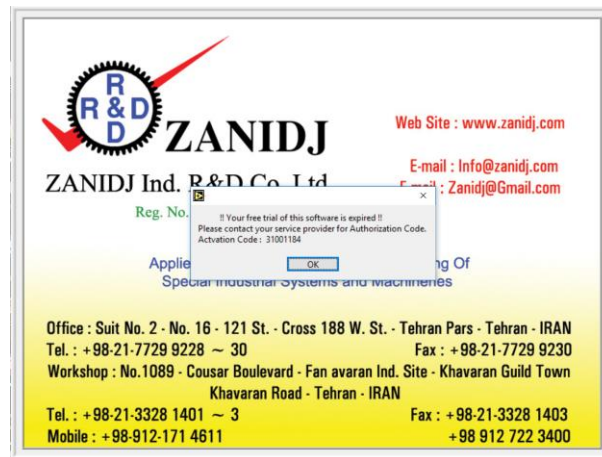 R
R & D
D
ZANIDJ
ZANIDJ Ind. R&D Co. Ltd
Reg. No.
Web Site : www.zanidj.com
E-mail : Info@zanidj.com
E-mail : Zanidj@Gmail.com
!! Your free trial of this software is expired !!
Please contact your service provider for Authorization Code.
Actvation Code : 31001184
OK
Applie ng Of
Special Industrial Systems and Machineries
Office : Suit No. 2 - No. 16 - 121 St. - Cross 188 W. St. - Tehran Pars - Tehran - IRAN
Tel. : +98-21-7729 9228 ~ 30 Fax : +98-21-7729 9230
Workshop : No.1089 - Cousar Boulevard - Fan avaran Ind. Site - Khavaran Guild Town
Khavaran Road - Tehran - IRAN
Tel. : +98-21-3328 1401 ~ 3 Fax : +98-21-3328 1403
Mobile : +98-912-171 4611 +98 912 722 3400